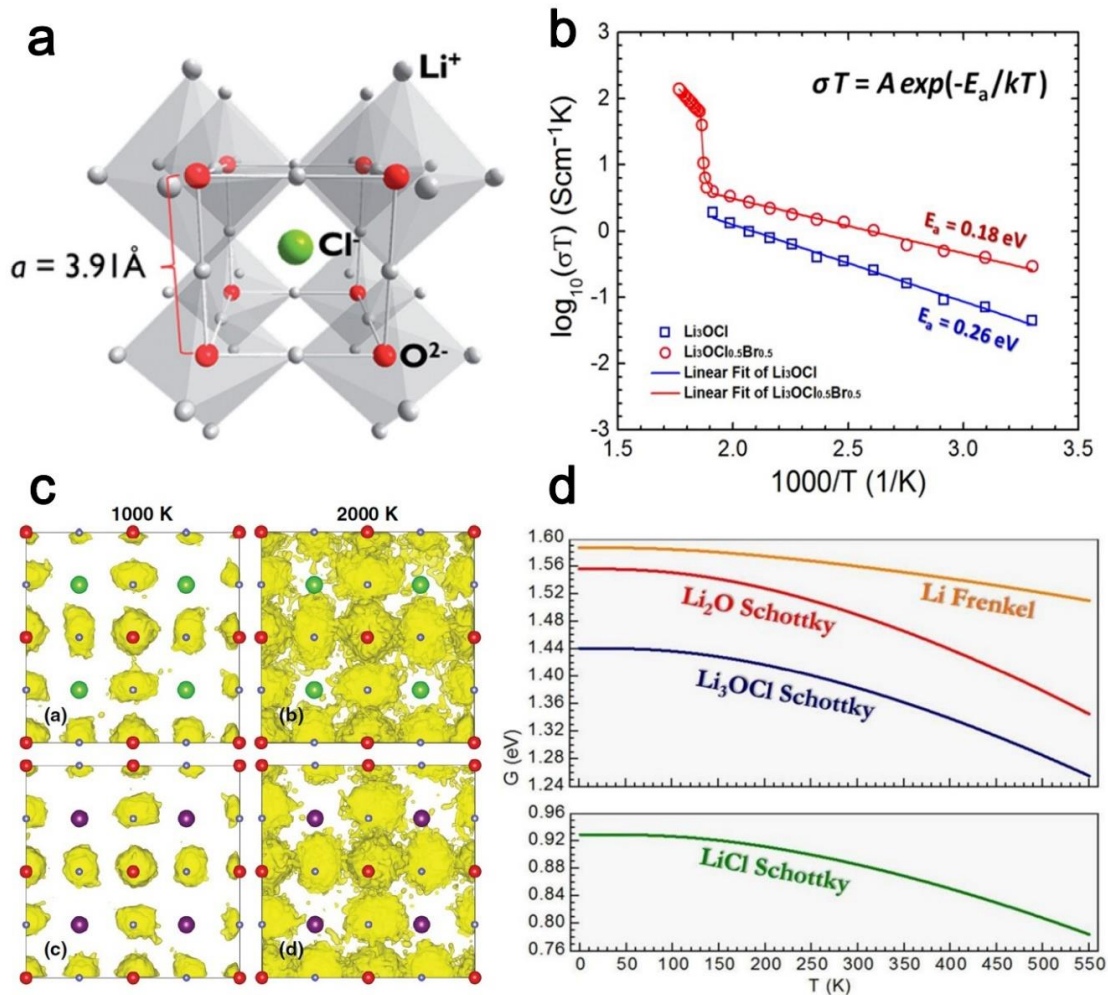 a
Li⁺
Cl⁻
a = 3.91Å
O²⁻
b
σT = A exp(-Eₐ/kT)
3
2
1
0
-1
-2
-3
log₁₀(σT) (Scm⁻¹K)
Eₐ = 0.18 eV
Eₐ = 0.26 eV
Li₃OCl
Li₃OCl₀.₅Br₀.₅
Linear Fit of Li₃OCl
Linear Fit of Li₃OCl₀.₅Br₀.₅
1.5 2.0 2.5 3.0 3.5
1000/T (1/K)
c
1000 K 2000 K
(a) (b)
(c) (d)
d
1.60
1.56
1.52
1.48
1.44
1.40
1.36
1.32
1.28
1.24
G (eV)
Li Frenkel
Li₂O Schottky
Li₃OCl Schottky
0.96
0.92
0.88
0.84
0.80
0.76
LiCl Schottky
0 50 100 150 200 250 300 350 400 450 500 550
T (K)